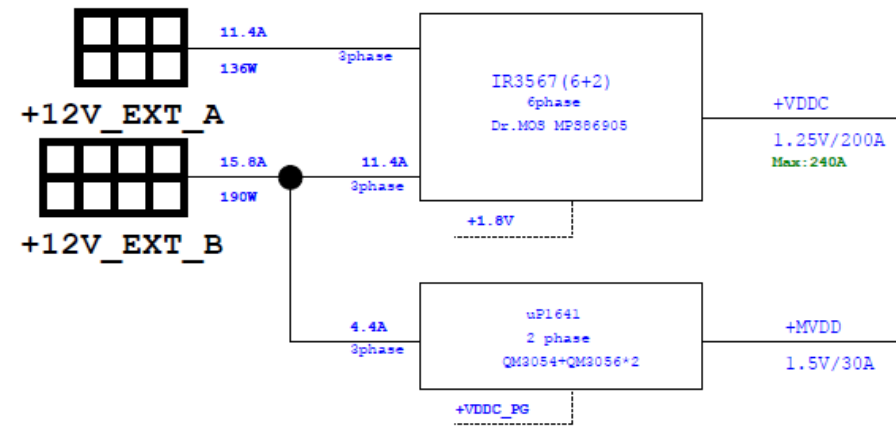 11.4A
136W
3phase
+12V_EXT_A
IR3567(6+2)
6phase
Dr.MOS MPS86905
+VDDC
1.25V/200A
Max:240A
15.8A
190W
11.4A
3phase
+12V_EXT_B
+1.8V
4.4A
3phase
uP1641
2 phase
QM3054+QM3056*2
+MVDD
1.5V/30A
+VDDC_PG